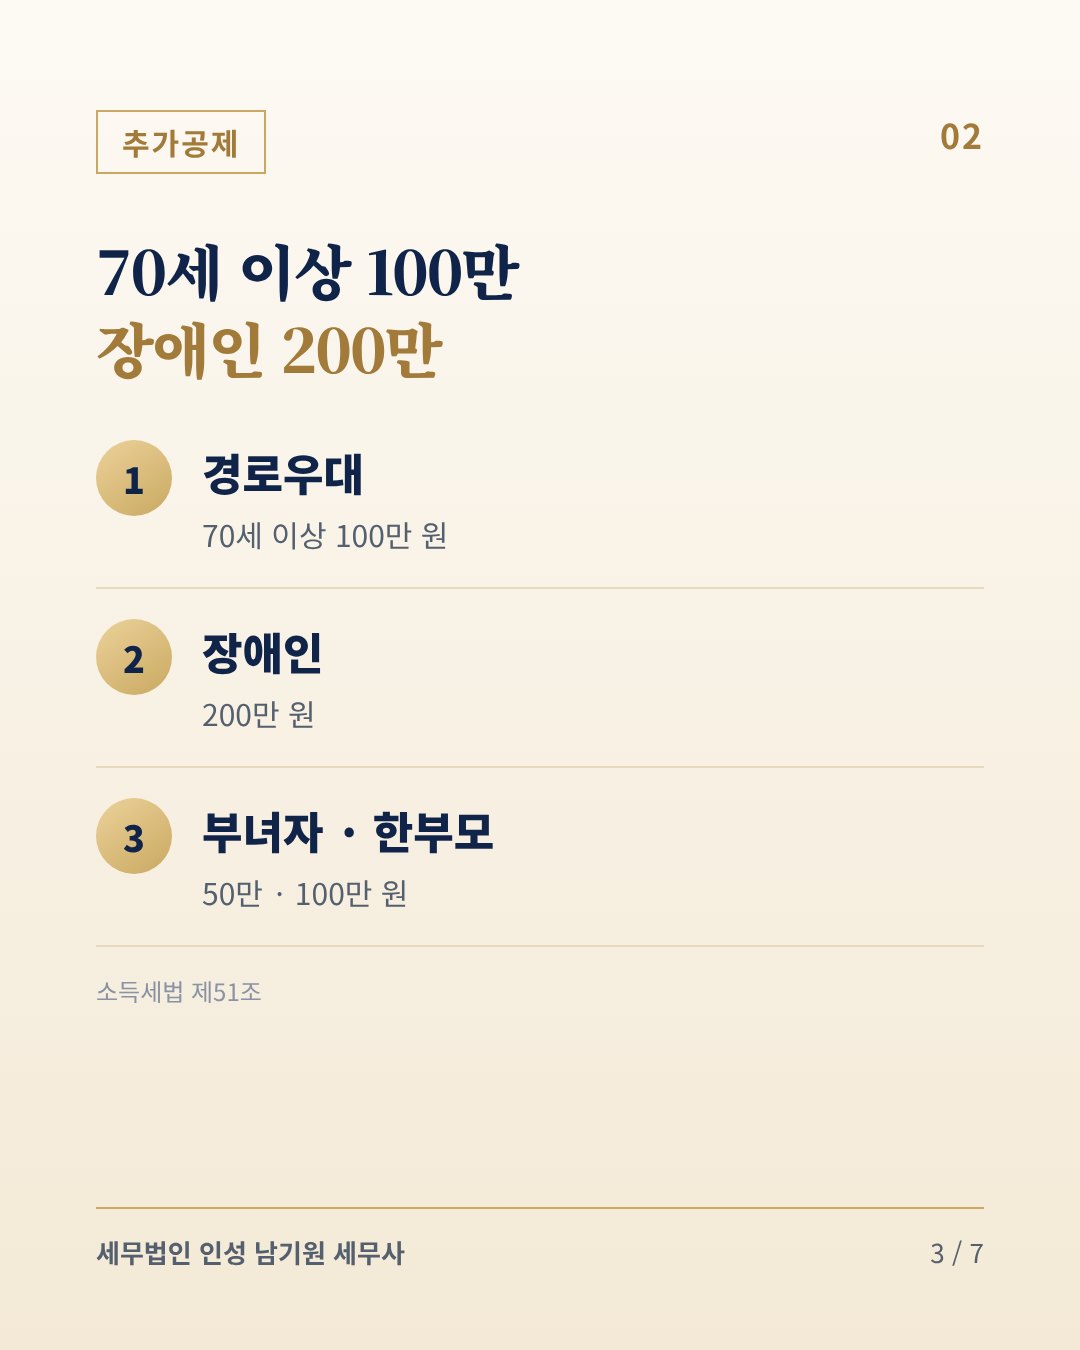 추가공제
02
70세 이상 100만
장애인 200만
1
경로우대
70세 이상 100만 원
2
장애인
200만 원
3
부녀자 · 한부모
50만 · 100만 원
소득세법 제51조
세무법인 인성 남기원 세무사
3 / 7